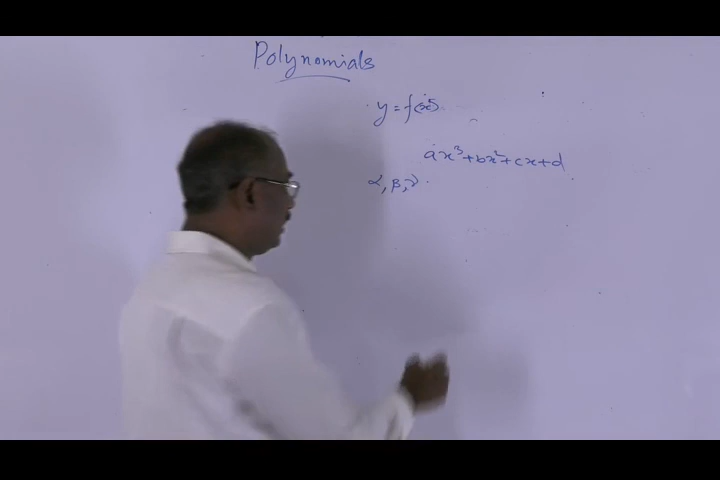 Polynomials
y = f(x).
ax³+bx²+cx+d
α, β, γ.